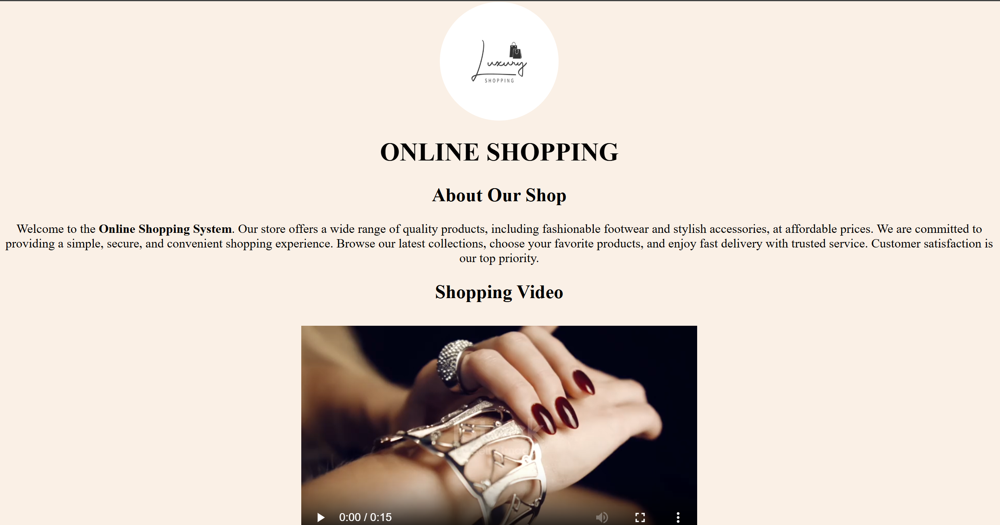 Luxury
SHOPPING
ONLINE SHOPPING
About Our Shop
Welcome to the Online Shopping System. Our store offers a wide range of quality products, including fashionable footwear and stylish accessories, at affordable prices. We are committed to
providing a simple, secure, and convenient shopping experience. Browse our latest collections, choose your favorite products, and enjoy fast delivery with trusted service. Customer satisfaction is
our top priority.
Shopping Video
0:00 / 0:15